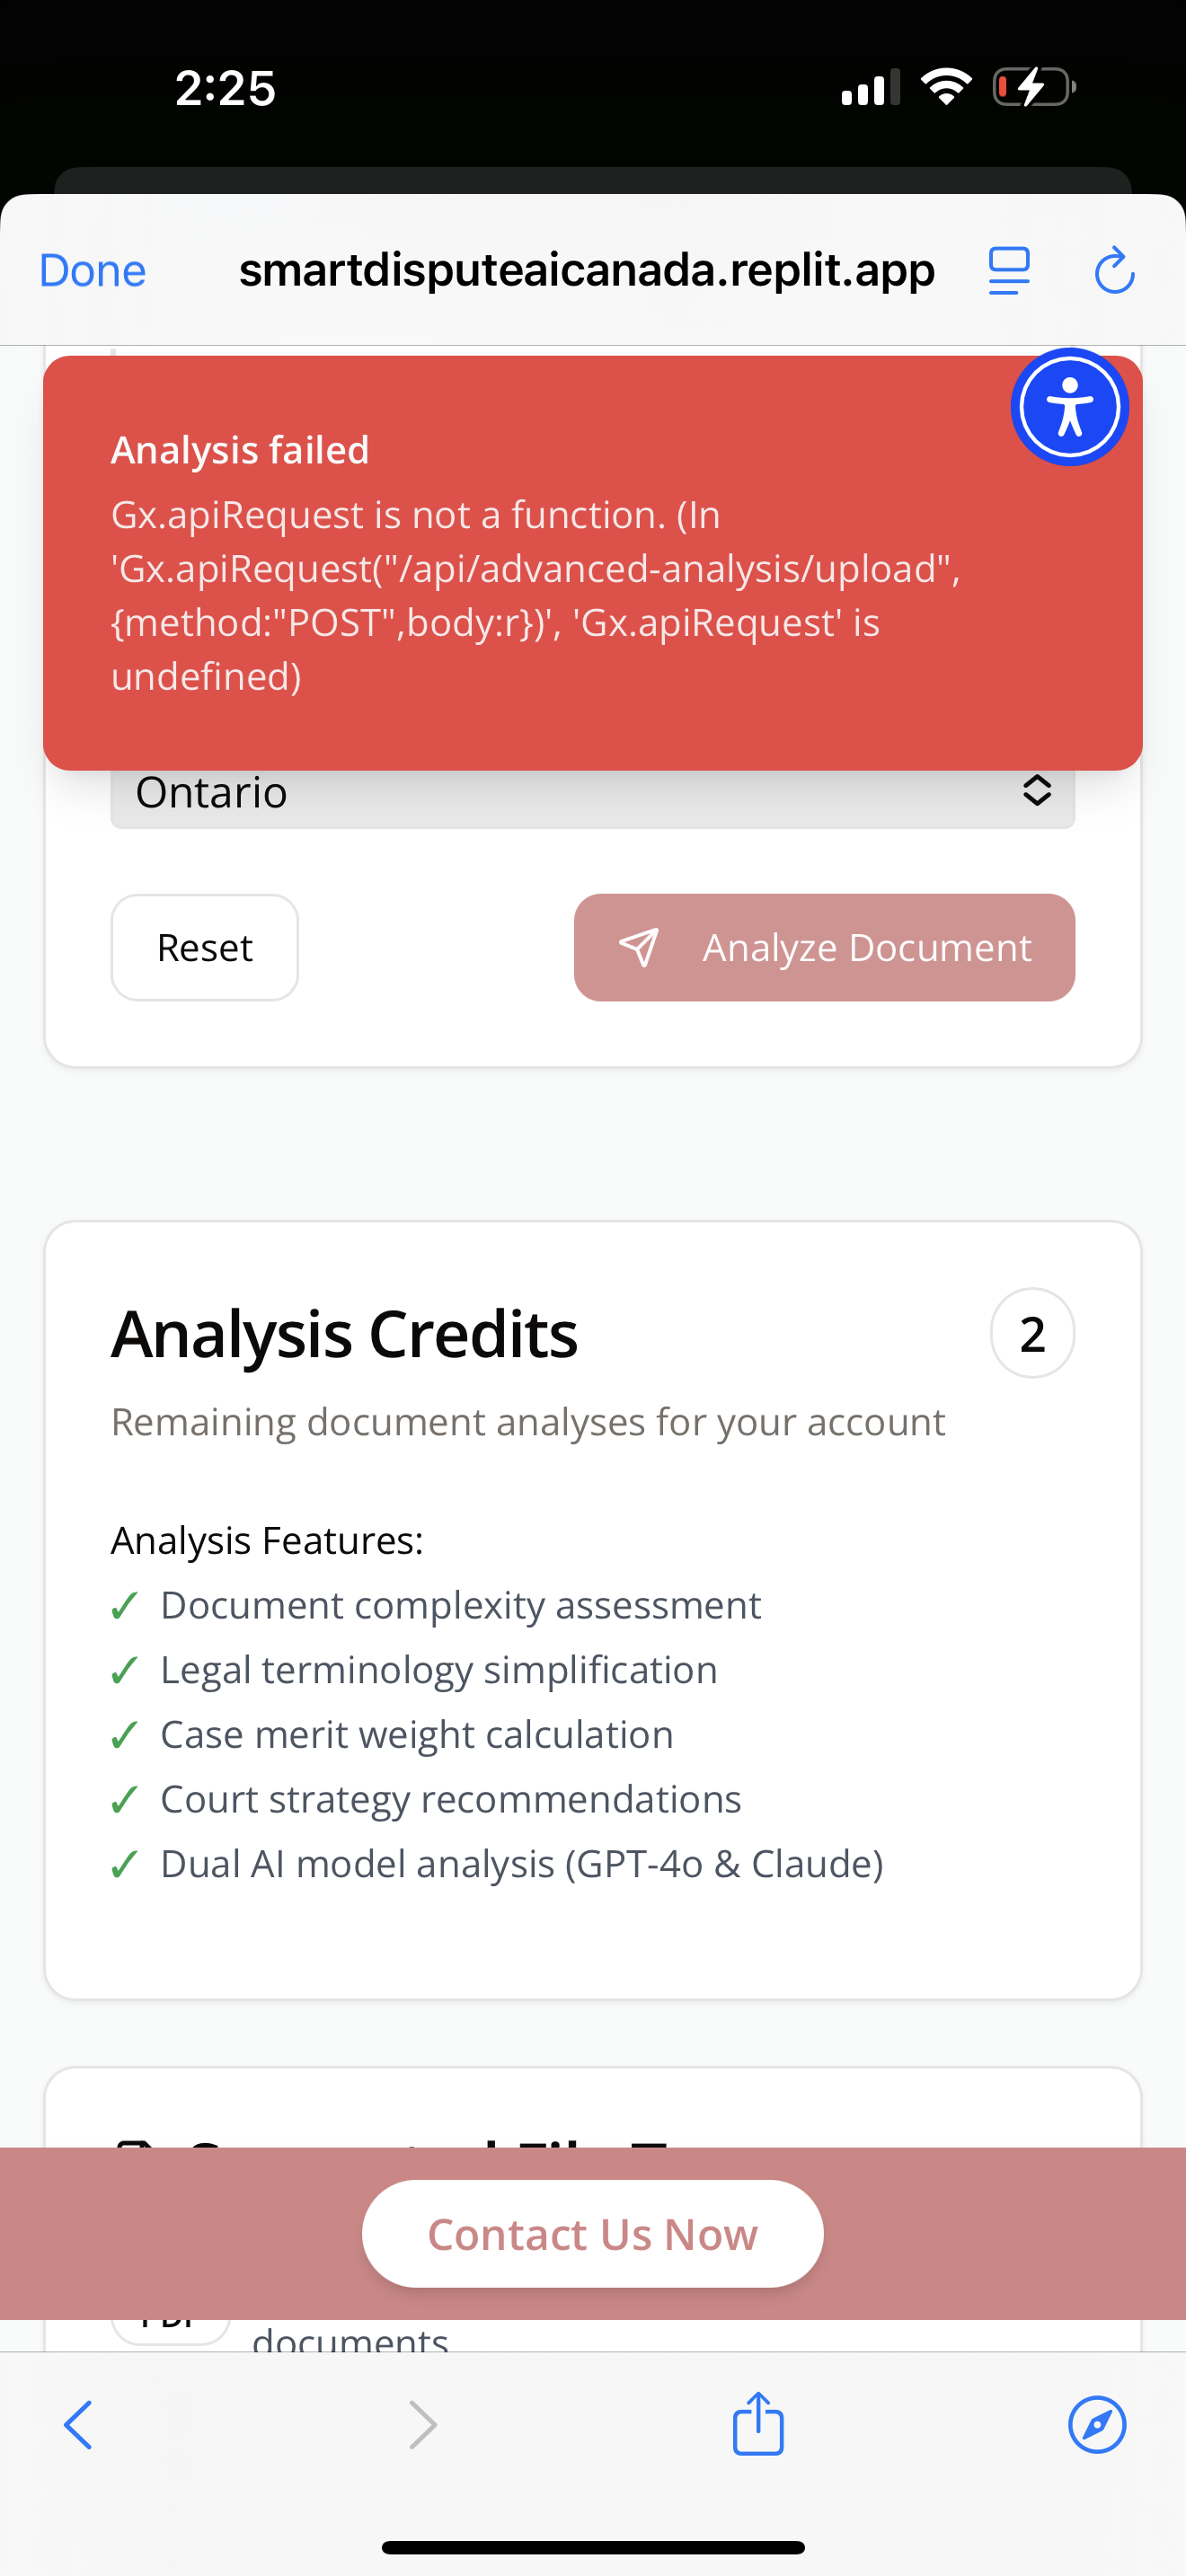 2:25
Done
smartdisputeaicanada.replit.app
Analysis failed
Gx.apiRequest is not a function. (In
'Gx.apiRequest("/api/advanced-analysis/upload",
{method:"POST",body:r})', 'Gx.apiRequest' is
undefined)
Ontario
Reset
Analyze Document
Analysis Credits
2
Remaining document analyses for your account
Analysis Features:
✓ Document complexity assessment
✓ Legal terminology simplification
✓ Case merit weight calculation
✓ Court strategy recommendations
✓ Dual AI model analysis (GPT-4o & Claude)
Contact Us Now
documents